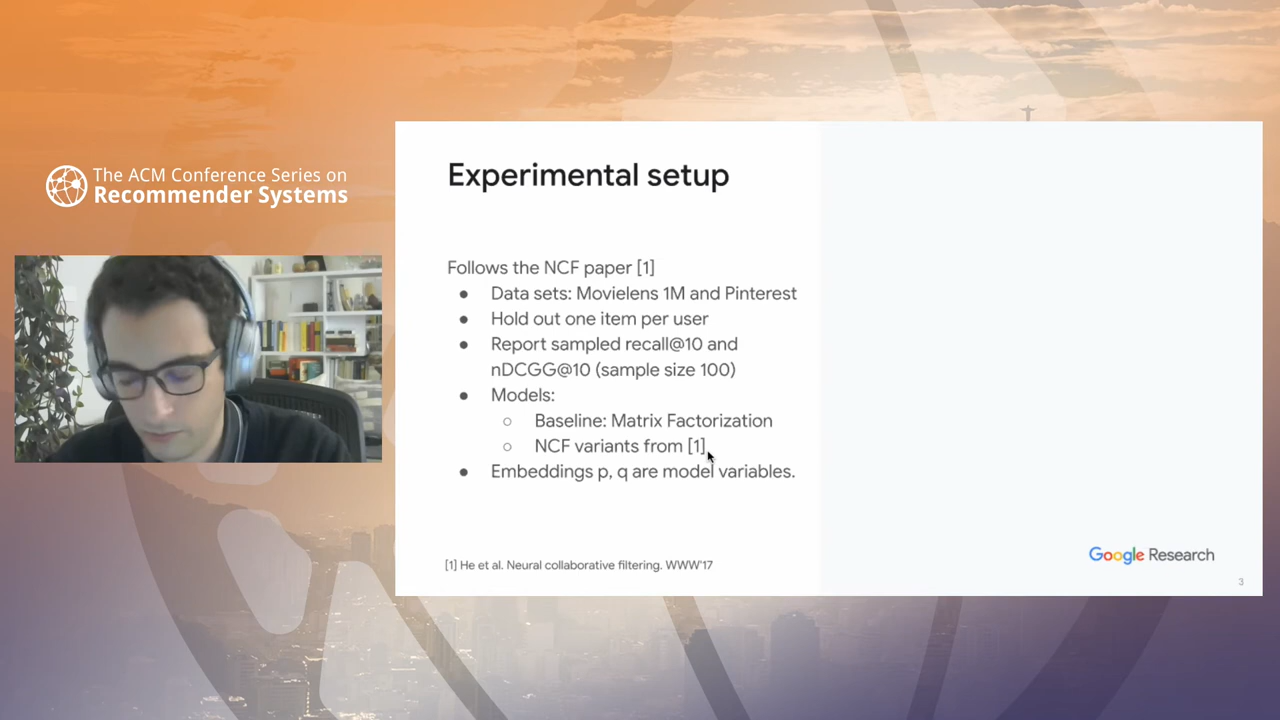 The ACM Conference Series on
Recommender Systems
Experimental setup
Follows the NCF paper [1]
● Data sets: Movielens 1M and Pinterest
● Hold out one item per user
● Report sampled recall@10 and
nDCGG@10 (sample size 100)
● Models:
○ Baseline: Matrix Factorization
○ NCF variants from [1]
● Embeddings p, q are model variables.
[1] He et al. Neural collaborative filtering. WWW'17
Google Research
3